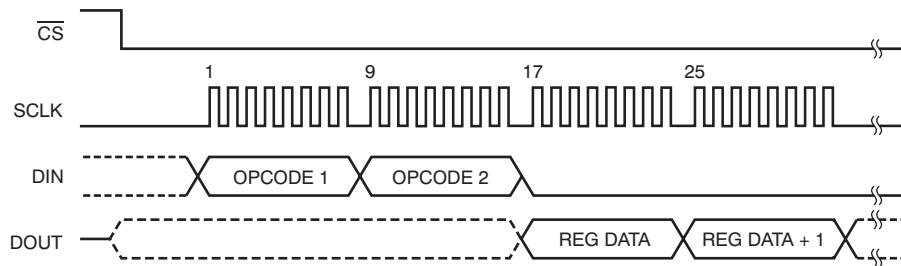 CS
1 9 17 25
SCLK
DIN OPCODE 1 OPCODE 2
DOUT REG DATA REG DATA + 1